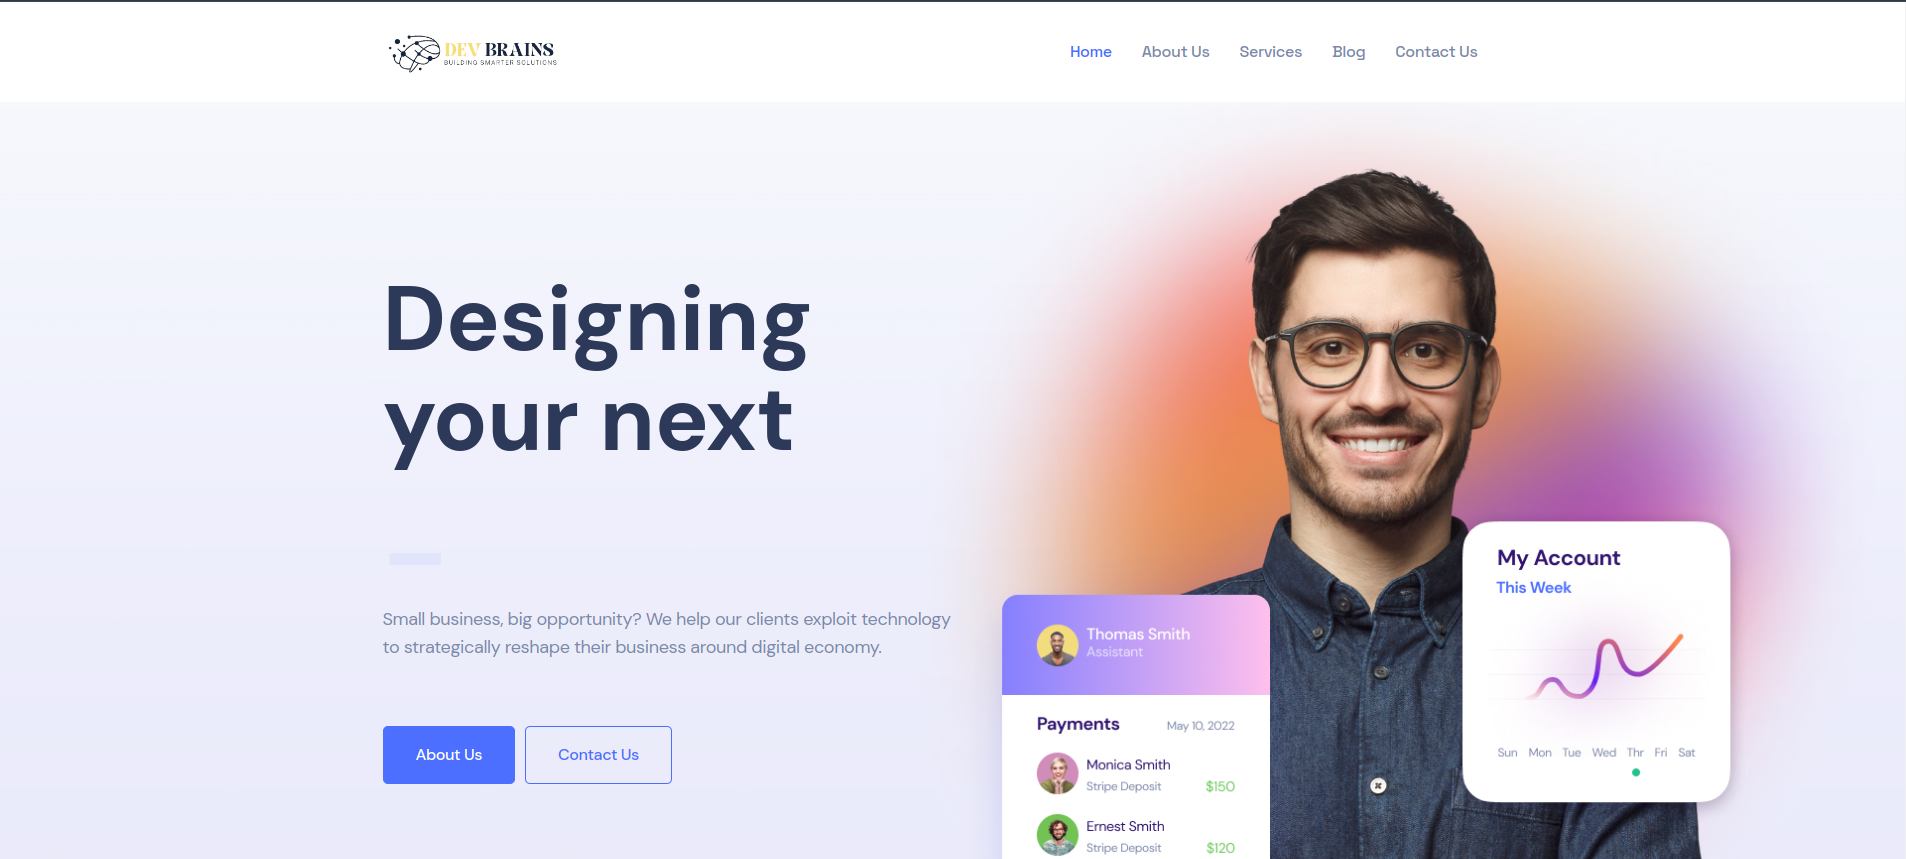 DEV BRAINS
BUILDING SMARTER SOLUTIONS
Home About Us Services Blog Contact Us
Designing
your next
Small business, big opportunity? We help our clients exploit technology
to strategically reshape their business around digital economy.
About Us Contact Us
Thomas Smith
Assistant
Payments May 10, 2022
Monica Smith
Stripe Deposit $150
Ernest Smith
Stripe Deposit $120
My Account
This Week
Sun Mon Tue Wed Thr Fri Sat